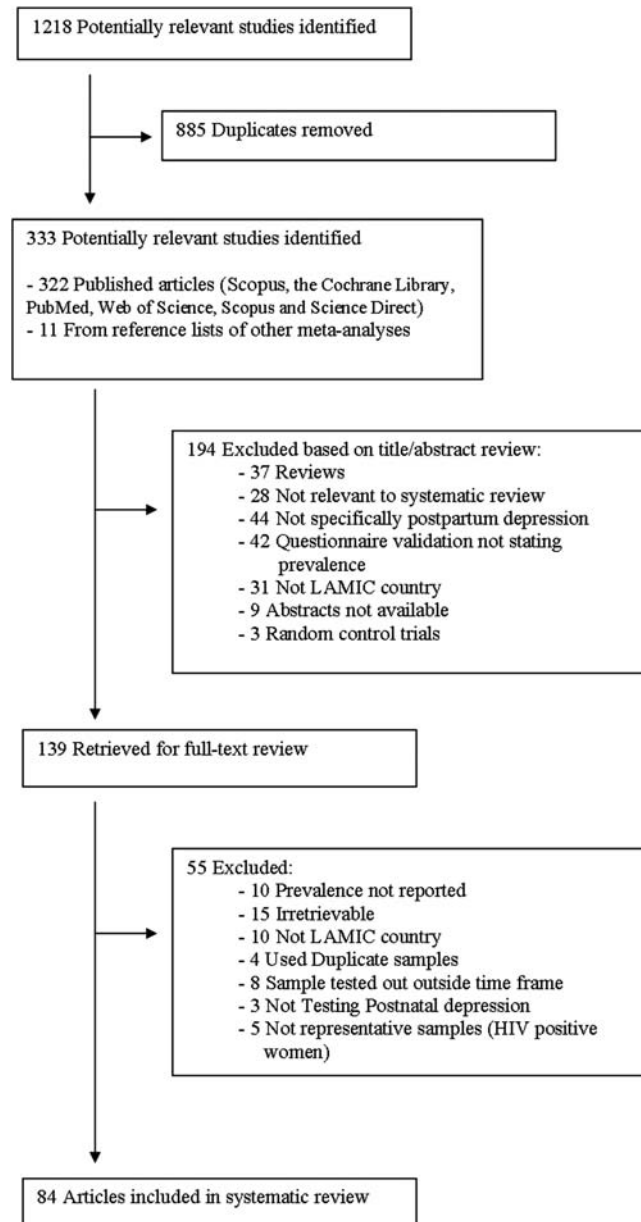 1218 Potentially relevant studies identified
885 Duplicates removed
333 Potentially relevant studies identified
- 322 Published articles (Scopus, the Cochrane Library,
PubMed, Web of Science, Scopus and Science Direct)
- 11 From reference lists of other meta-analyses
194 Excluded based on title/abstract review:
- 37 Reviews
- 28 Not relevant to systematic review
- 44 Not specifically postpartum depression
- 42 Questionnaire validation not stating
prevalence
- 31 Not LAMIC country
- 9 Abstracts not available
- 3 Random control trials
139 Retrieved for full-text review
55 Excluded:
- 10 Prevalence not reported
- 15 Irretrievable
- 10 Not LAMIC country
- 4 Used Duplicate samples
- 8 Sample tested out outside time frame
- 3 Not Testing Postnatal depression
- 5 Not representative samples (HIV positive
women)
84 Articles included in systematic review